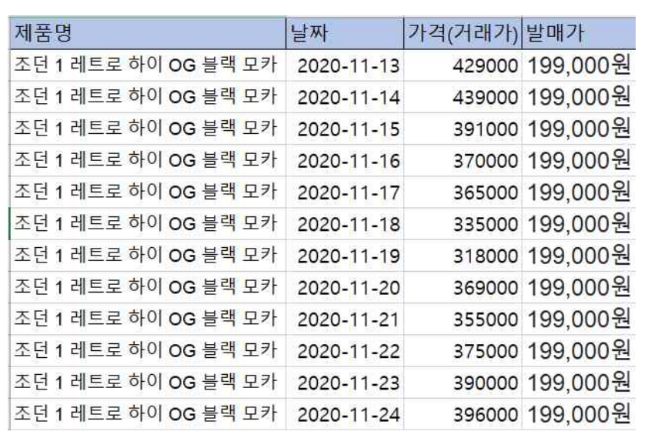 제품명 날짜 가격(거래가) 발매가
조던 1 레트로 하이 OG 블랙 모카 2020-11-13 429000 199,000원
조던 1 레트로 하이 OG 블랙 모카 2020-11-14 439000 199,000원
조던 1 레트로 하이 OG 블랙 모카 2020-11-15 391000 199,000원
조던 1 레트로 하이 OG 블랙 모카 2020-11-16 370000 199,000원
조던 1 레트로 하이 OG 블랙 모카 2020-11-17 365000 199,000원
조던 1 레트로 하이 OG 블랙 모카 2020-11-18 335000 199,000원
조던 1 레트로 하이 OG 블랙 모카 2020-11-19 318000 199,000원
조던 1 레트로 하이 OG 블랙 모카 2020-11-20 369000 199,000원
조던 1 레트로 하이 OG 블랙 모카 2020-11-21 355000 199,000원
조던 1 레트로 하이 OG 블랙 모카 2020-11-22 375000 199,000원
조던 1 레트로 하이 OG 블랙 모카 2020-11-23 390000 199,000원
조던 1 레트로 하이 OG 블랙 모카 2020-11-24 396000 199,000원